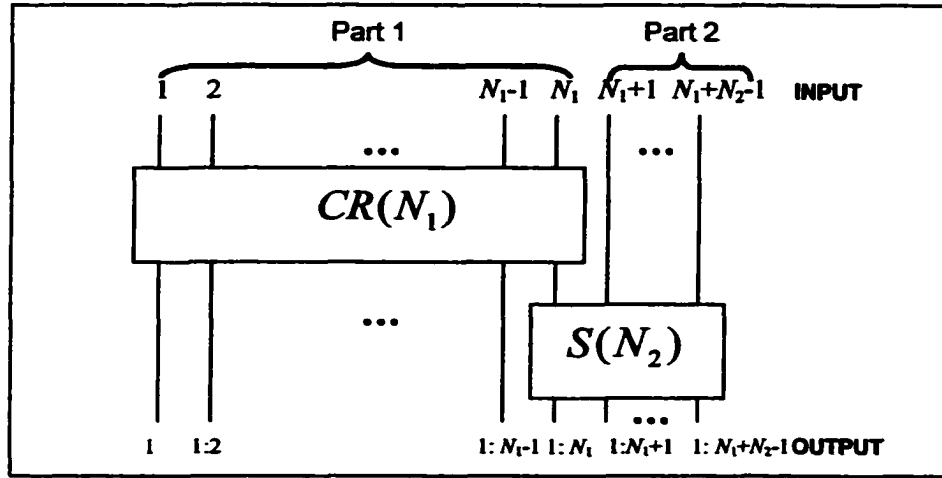 Part 1 Part 2
1 2 N₁-1 N₁ N₁+1 N₁+N₂-1 INPUT
... ...
CR(N₁)
...
S(N₂)
...
1 1:2 1: N₁-1 1: N₁ 1:N₁+1 1: N₁+N₂-1 OUTPUT